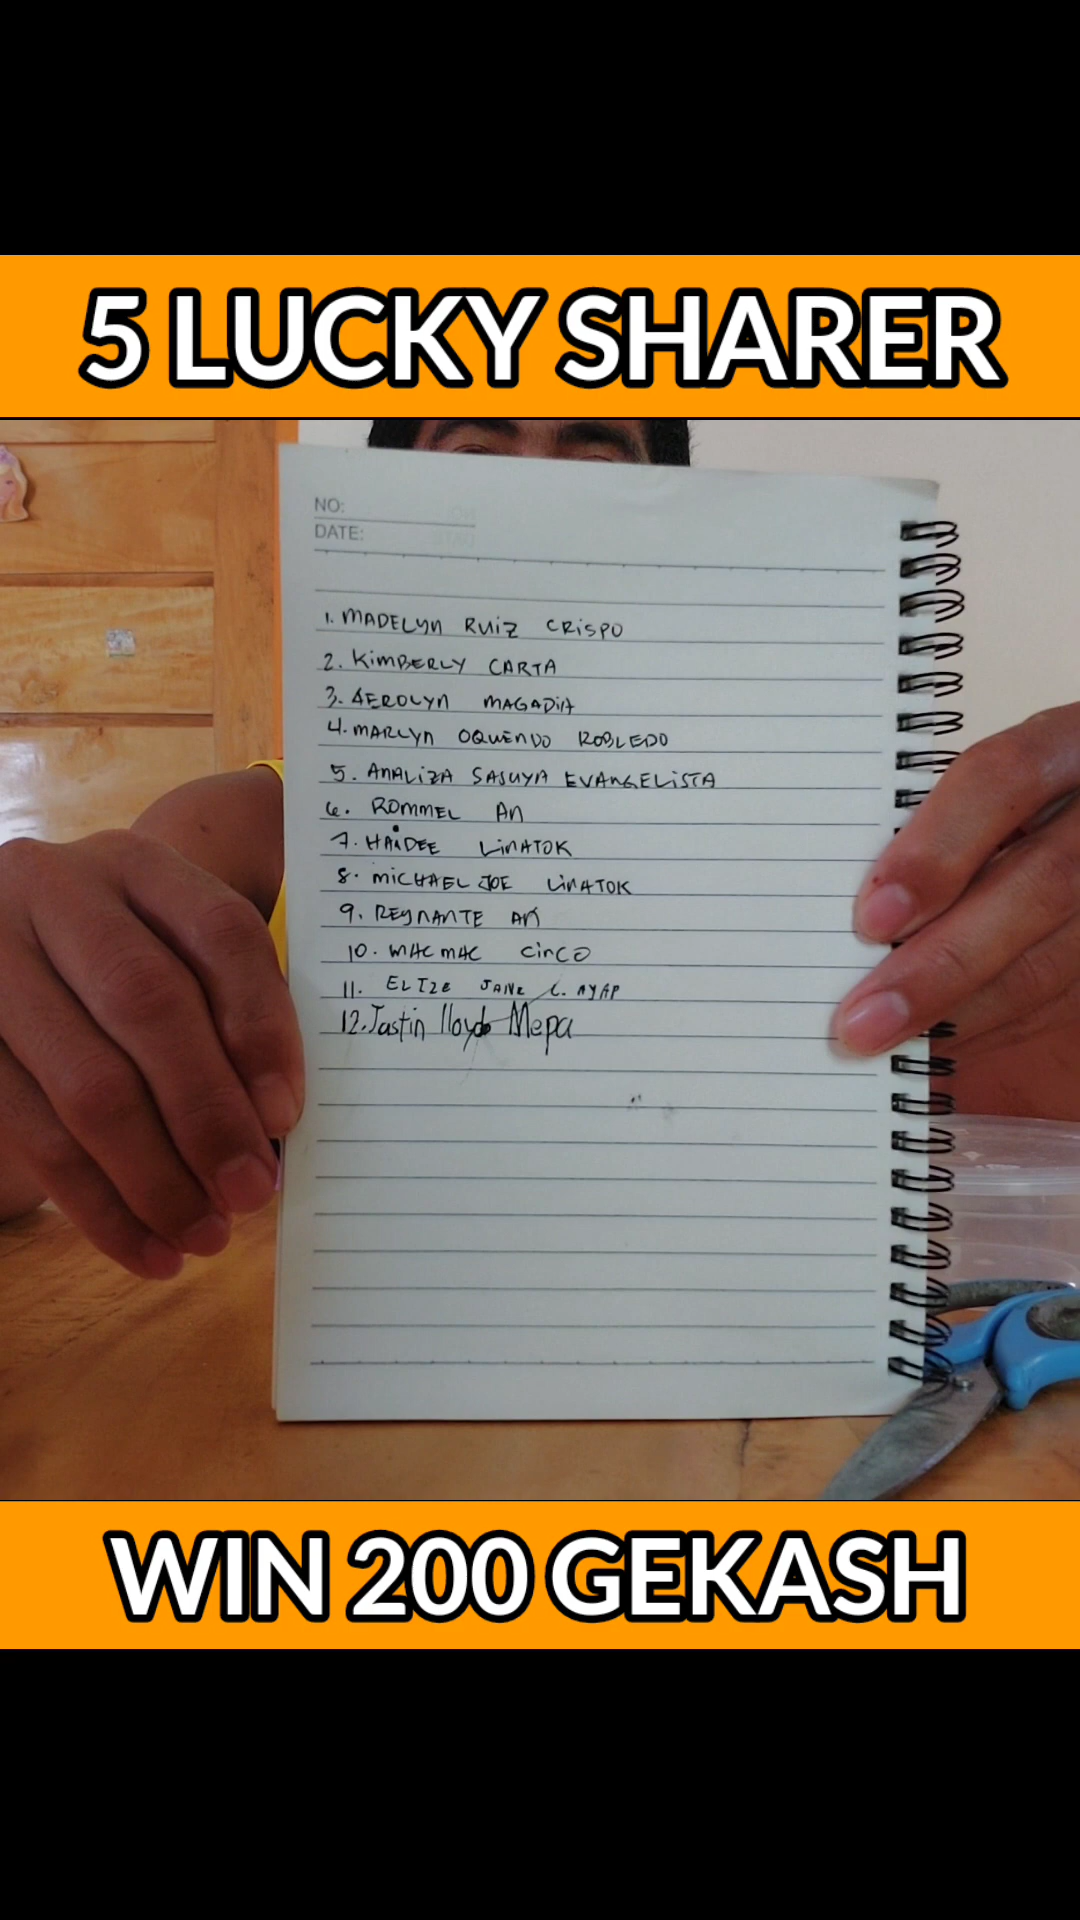 5 LUCKY SHARER
NO:
DATE:
1. MADELYN RUIZ CRISPO
2. KIMBERLY CARTA
3. AEROLYN MAGADIA
4. MARLYN OQUENDO ROBLEDO
5. ANALIZA SASUYA EVANGELISTA
6. ROMMEL AN
7. HAIDEE LINATOK
8. MICHAEL JOE LINATOK
9. REYNANTE AN
10. MAC MAC CINCO
11. ELIZE JANE C. AYAP
12. Justin lloyd Mepa
WIN 200 GEKASH